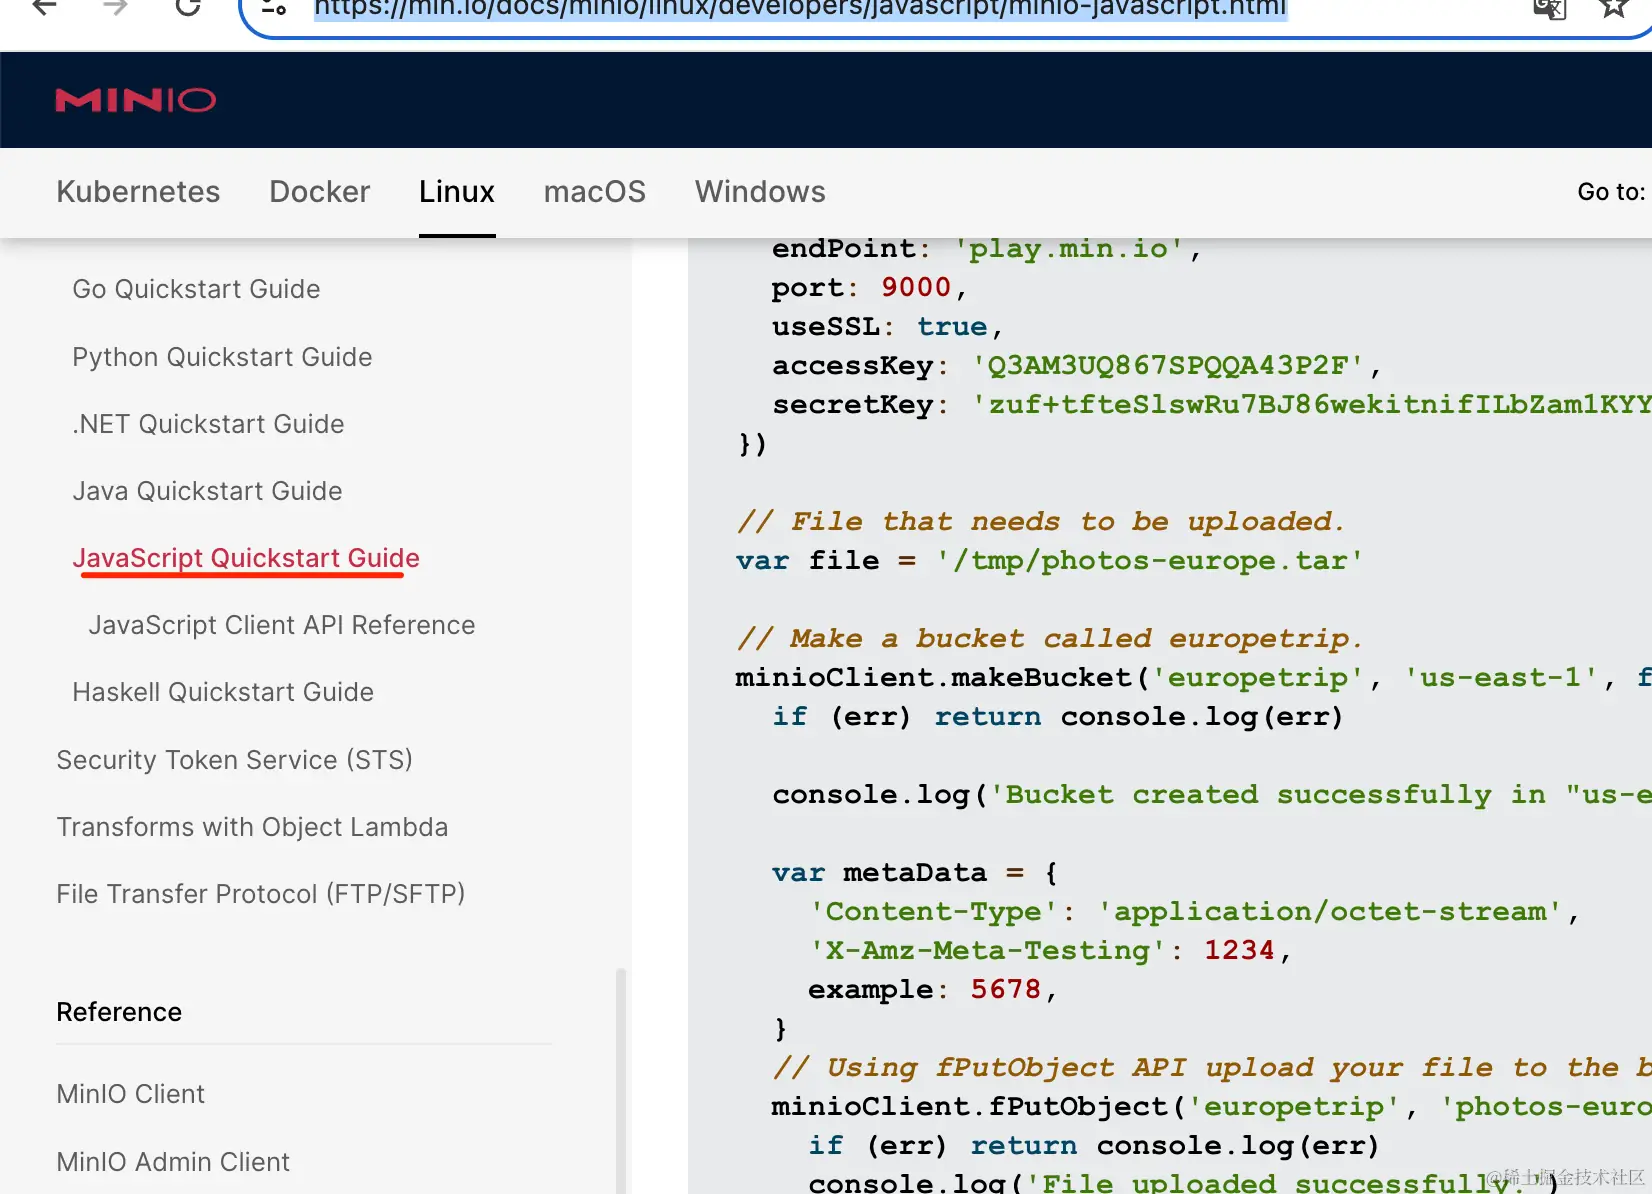 https://min.io/docs/minio/linux/developers/javascript/minio-javascript.html
MINIO
Kubernetes Docker Linux macOS Windows Go to:
Go Quickstart Guide
Python Quickstart Guide
.NET Quickstart Guide
Java Quickstart Guide
JavaScript Quickstart Guide
JavaScript Client API Reference
Haskell Quickstart Guide
Security Token Service (STS)
Transforms with Object Lambda
File Transfer Protocol (FTP/SFTP)
Reference
MinIO Client
MinIO Admin Client
endPoint: 'play.min.io',
port: 9000,
useSSL: true,
accessKey: 'Q3AM3UQ867SPQQA43P2F',
secretKey: 'zuf+tfteSlswRu7BJ86wekitnifILbZam1KYY
})
// File that needs to be uploaded.
var file = '/tmp/photos-europe.tar'
// Make a bucket called europetrip.
minioClient.makeBucket('europetrip', 'us-east-1', f
if (err) return console.log(err)
console.log('Bucket created successfully in "us-e
var metaData = {
'Content-Type': 'application/octet-stream',
'X-Amz-Meta-Testing': 1234,
example: 5678,
}
// Using fPutObject API upload your file to the b
minioClient.fPutObject('europetrip', 'photos-euro
if (err) return console.log(err)
console.log('File uploaded successfully.')
@稀土掘金技术社区